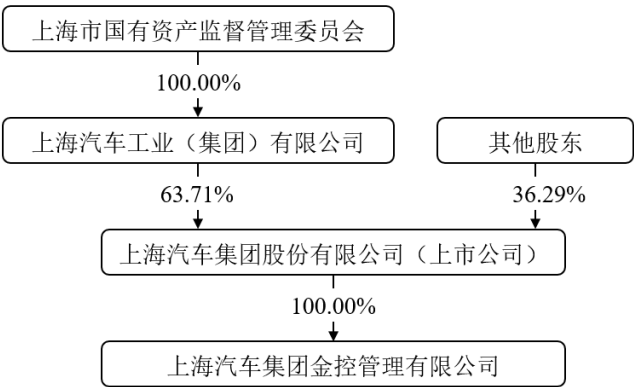 上海市国有资产监督管理委员会
100.00%
上海汽车工业（集团）有限公司
其他股东
63.71%
36.29%
上海汽车集团股份有限公司（上市公司）
100.00%
上海汽车集团金控管理有限公司